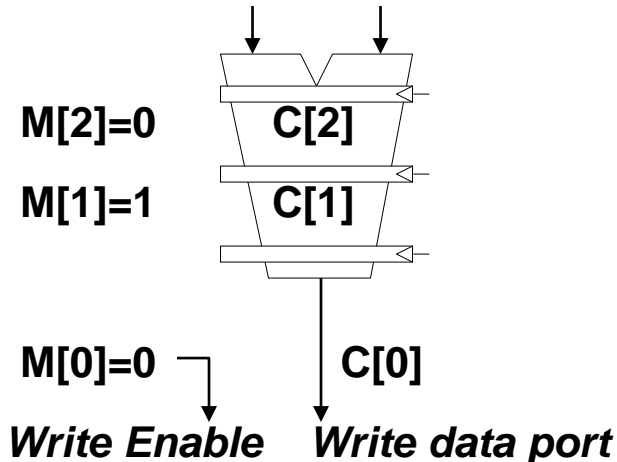 M[2]=0 C[2]
M[1]=1 C[1]
M[0]=0 C[0]
Write Enable Write data port